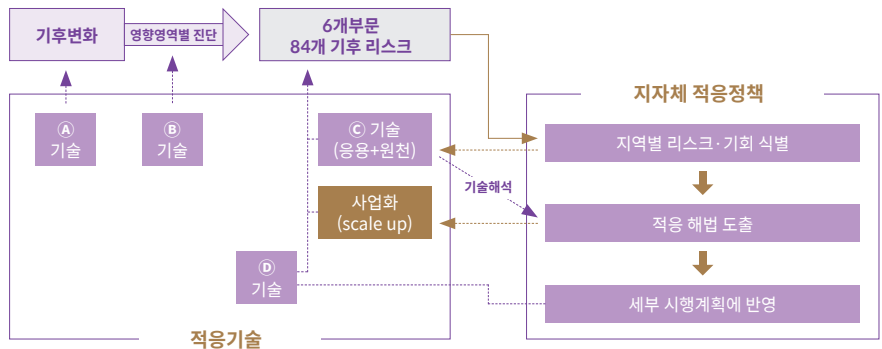 기후변화
영향영역별 진단
6개부문
84개 기후 리스크
Ⓐ
기술
Ⓑ
기술
Ⓒ 기술
(응용+원천)
사업화
(scale up)
Ⓓ
기술
적응기술
기술해석
지자체 적응정책
지역별 리스크·기회 식별
적응 해법 도출
세부 시행계획에 반영